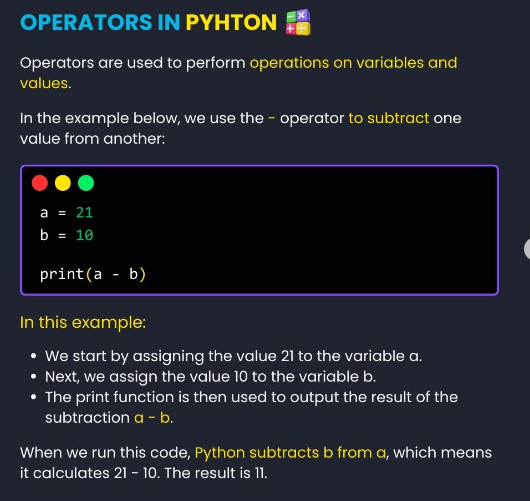 OPERATORS IN PYHTON
Operators are used to perform operations on variables and
values.
In the example below, we use the - operator to subtract one
value from another:
a = 21
b = 10
print(a - b)
In this example:
• We start by assigning the value 21 to the variable a.
• Next, we assign the value 10 to the variable b.
• The print function is then used to output the result of the
subtraction a - b.
When we run this code, Python subtracts b from a, which means
it calculates 21 - 10. The result is 11.